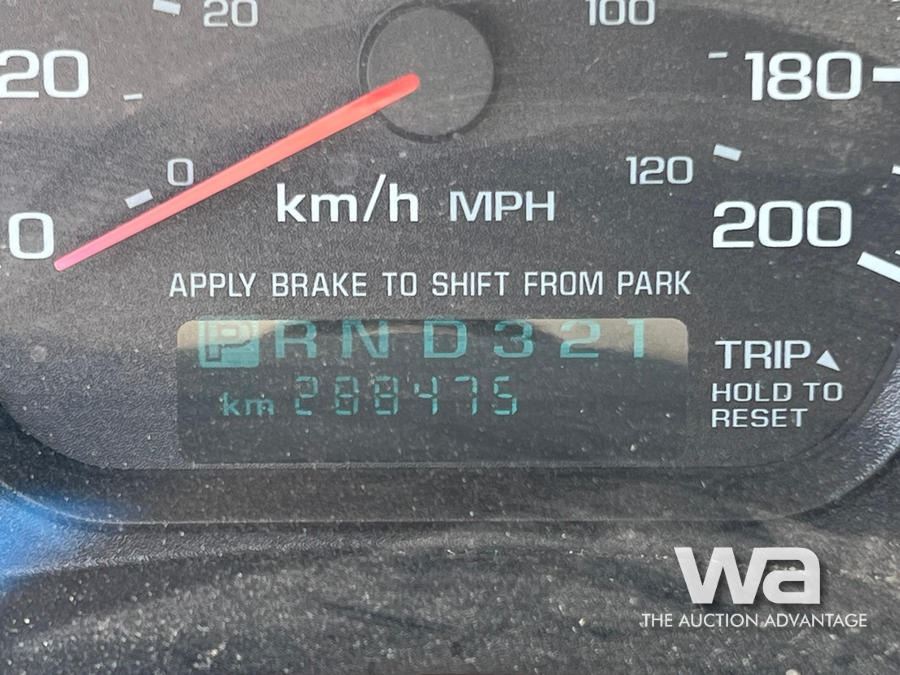 20 100
20 180
0 120
km/h MPH
0 200
APPLY BRAKE TO SHIFT FROM PARK
P R N D 3 2 1
km 288475
TRIP
HOLD TO
RESET
wa
THE AUCTION ADVANTAGE